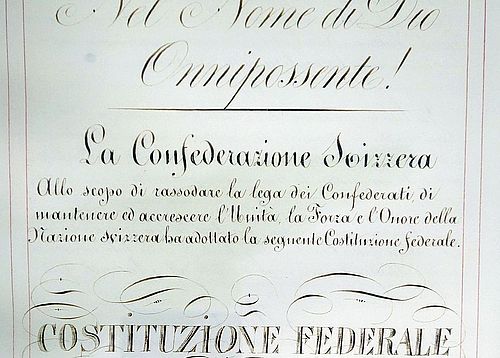 Nel Nome di Dio
Onnipossente!
La Confederazione Svizzera
Allo scopo di rassodare la lega dei Confederati, di
mantenere ed accrescere l'Unità, la Forza e l'Onore della
Nazione svizzera ha adottato la seguente Costituzione federale.
COSTITUZIONE FEDERALE